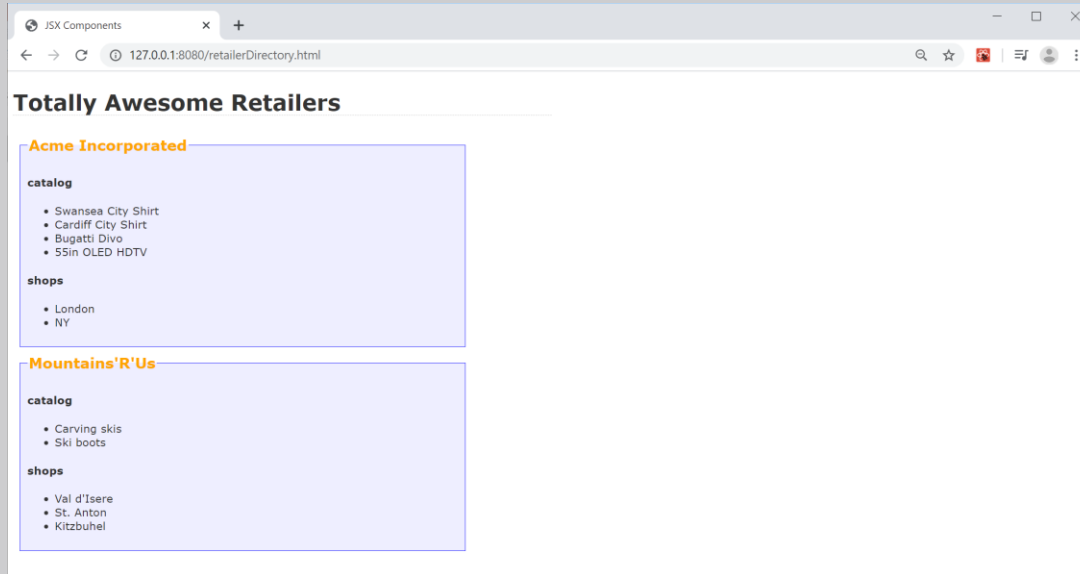 JSX Components
127.0.0.1:8080/retailerDirectory.html
Totally Awesome Retailers
Acme Incorporated
catalog
• Swansea City Shirt
• Cardiff City Shirt
• Bugatti Divo
• 55in OLED HDTV
shops
• London
• NY
Mountains'R'Us
catalog
• Carving skis
• Ski boots
shops
• Val d'Isere
• St. Anton
• Kitzbuhel